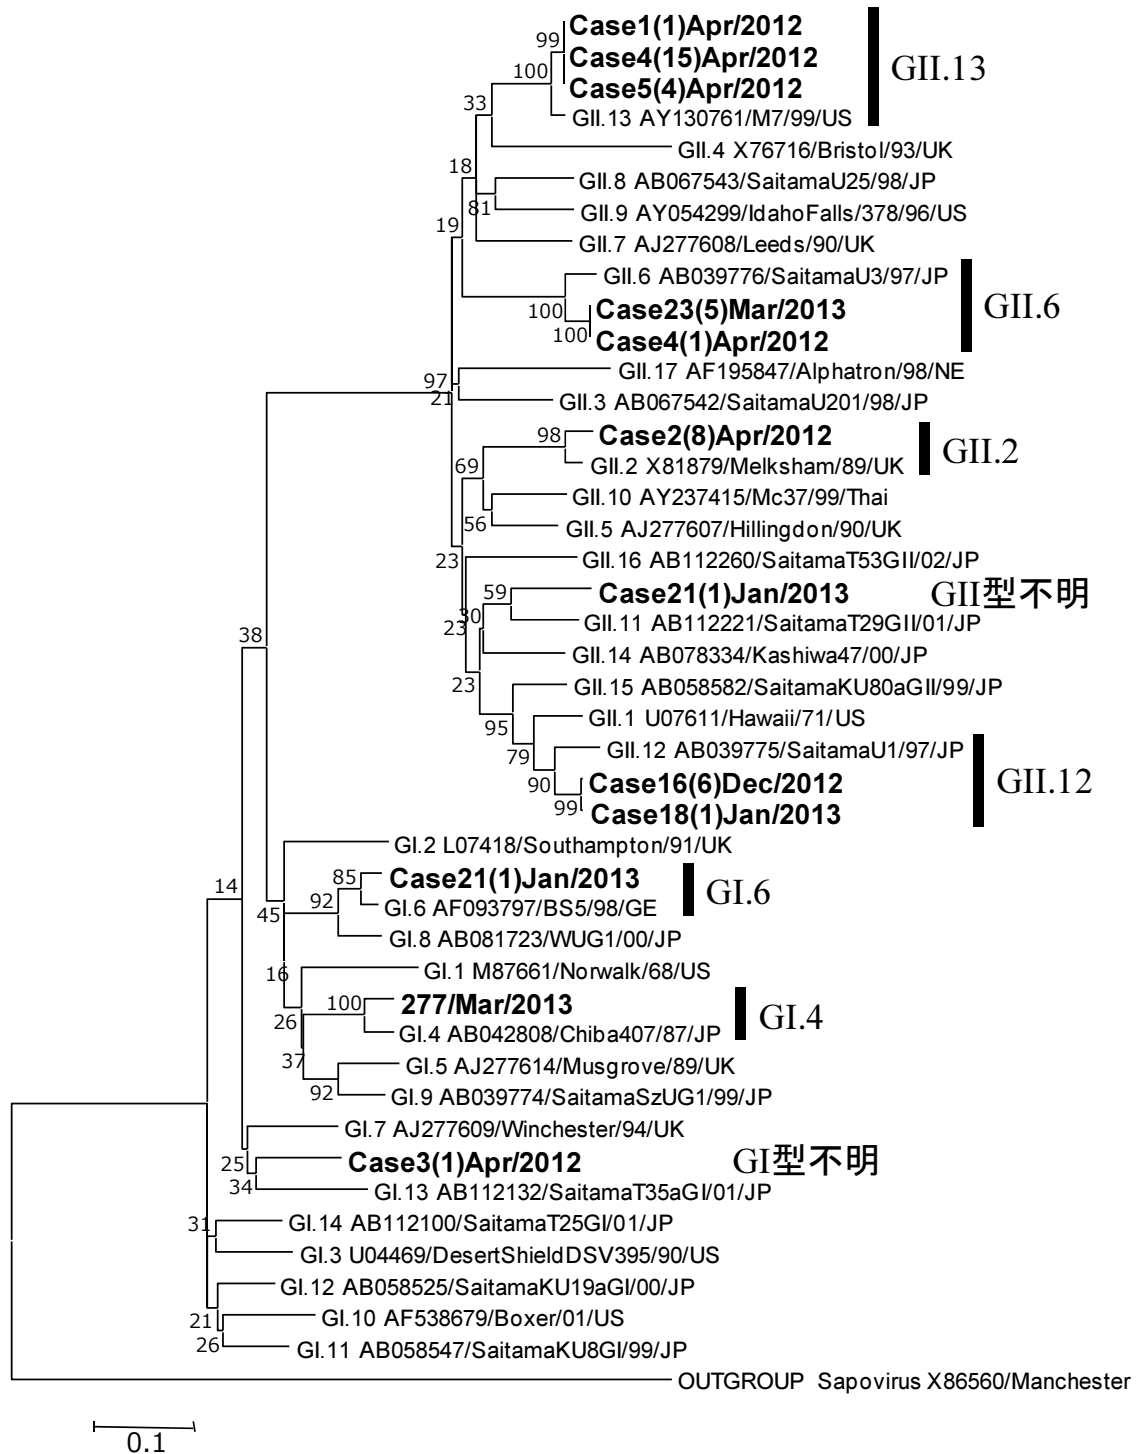 Case1(1)Apr/2012
99
Case4(15)Apr/2012
GII.13
100
Case5(4)Apr/2012
33
GII.13 AY130761/M7/99/US
GII.4 X76716/Bristol/93/UK
18
GII.8 AB067543/SaitamaU25/98/JP
81
GII.9 AY054299/IdahoFalls/378/96/US
19
GII.7 AJ277608/Leeds/90/UK
GII.6 AB039776/SaitamaU3/97/JP
GII.6
100
Case23(5)Mar/2013
100
Case4(1)Apr/2012
GII.17 AF195847/Alphatron/98/NE
97
21
GII.3 AB067542/SaitamaU201/98/JP
98
Case2(8)Apr/2012
GII.2
69
GII.2 X81879/Melksham/89/UK
GII.10 AY237415/Mc37/99/Thai
56
GII.5 AJ277607/Hillingdon/90/UK
23
GII.16 AB112260/SaitamaT53GII/02/JP
59
Case21(1)Jan/2013
GII型不明
30
23
GII.11 AB112221/SaitamaT29GII/01/JP
GII.14 AB078334/Kashiwa47/00/JP
23
GII.15 AB058582/SaitamaKU80aGII/99/JP
95
GII.1 U07611/Hawaii/71/US
79
GII.12 AB039775/SaitamaU1/97/JP
GII.12
90
Case16(6)Dec/2012
99
Case18(1)Jan/2013
38
GI.2 L07418/Southampton/91/UK
85
Case21(1)Jan/2013
GI.6
14
92
GI.6 AF093797/BS5/98/GE
45
GI.8 AB081723/WUG1/00/JP
16
GI.1 M87661/Norwalk/68/US
100
277/Mar/2013
GI.4
26
GI.4 AB042808/Chiba407/87/JP
37
GI.5 AJ277614/Musgrove/89/UK
92
GI.9 AB039774/SaitamaSzUG1/99/JP
GI.7 AJ277609/Winchester/94/UK
25
Case3(1)Apr/2012
GI型不明
34
GI.13 AB112132/SaitamaT35aGI/01/JP
31
GI.14 AB112100/SaitamaT25GI/01/JP
GI.3 U04469/DesertShieldDSV395/90/US
GI.12 AB058525/SaitamaKU19aGI/00/JP
21
GI.10 AF538679/Boxer/01/US
26
GI.11 AB058547/SaitamaKU8GI/99/JP
OUTGROUP Sapovirus X86560/Manchester
0.1